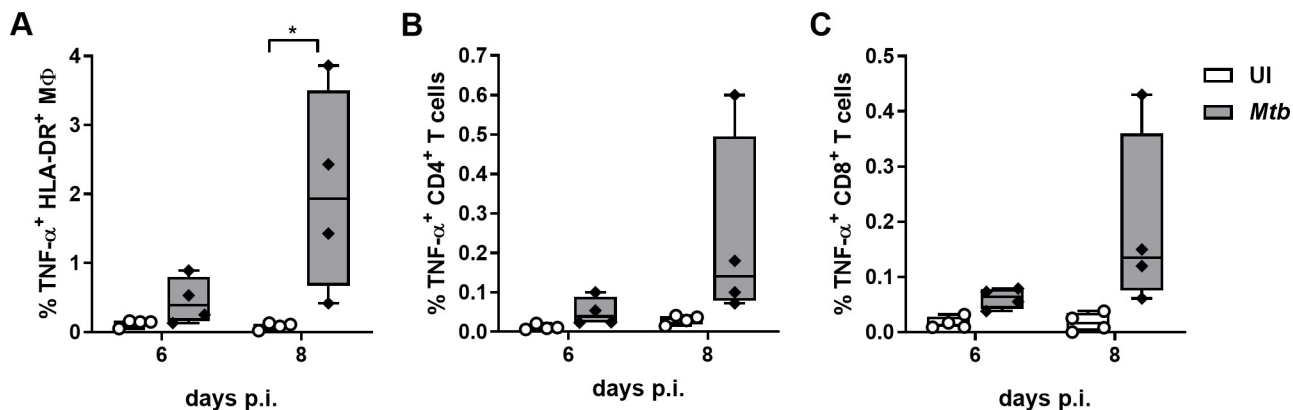 A
% TNF-α⁺ HLA-DR⁺ MΦ
4
3
2
1
0
*
6
8
days p.i.
B
% TNF-α⁺ CD4⁺ T cells
0.7
0.6
0.5
0.4
0.3
0.2
0.1
0.0
6
8
days p.i.
C
% TNF-α⁺ CD8⁺ T cells
0.5
0.4
0.3
0.2
0.1
0.0
6
8
days p.i.
UI
Mtb